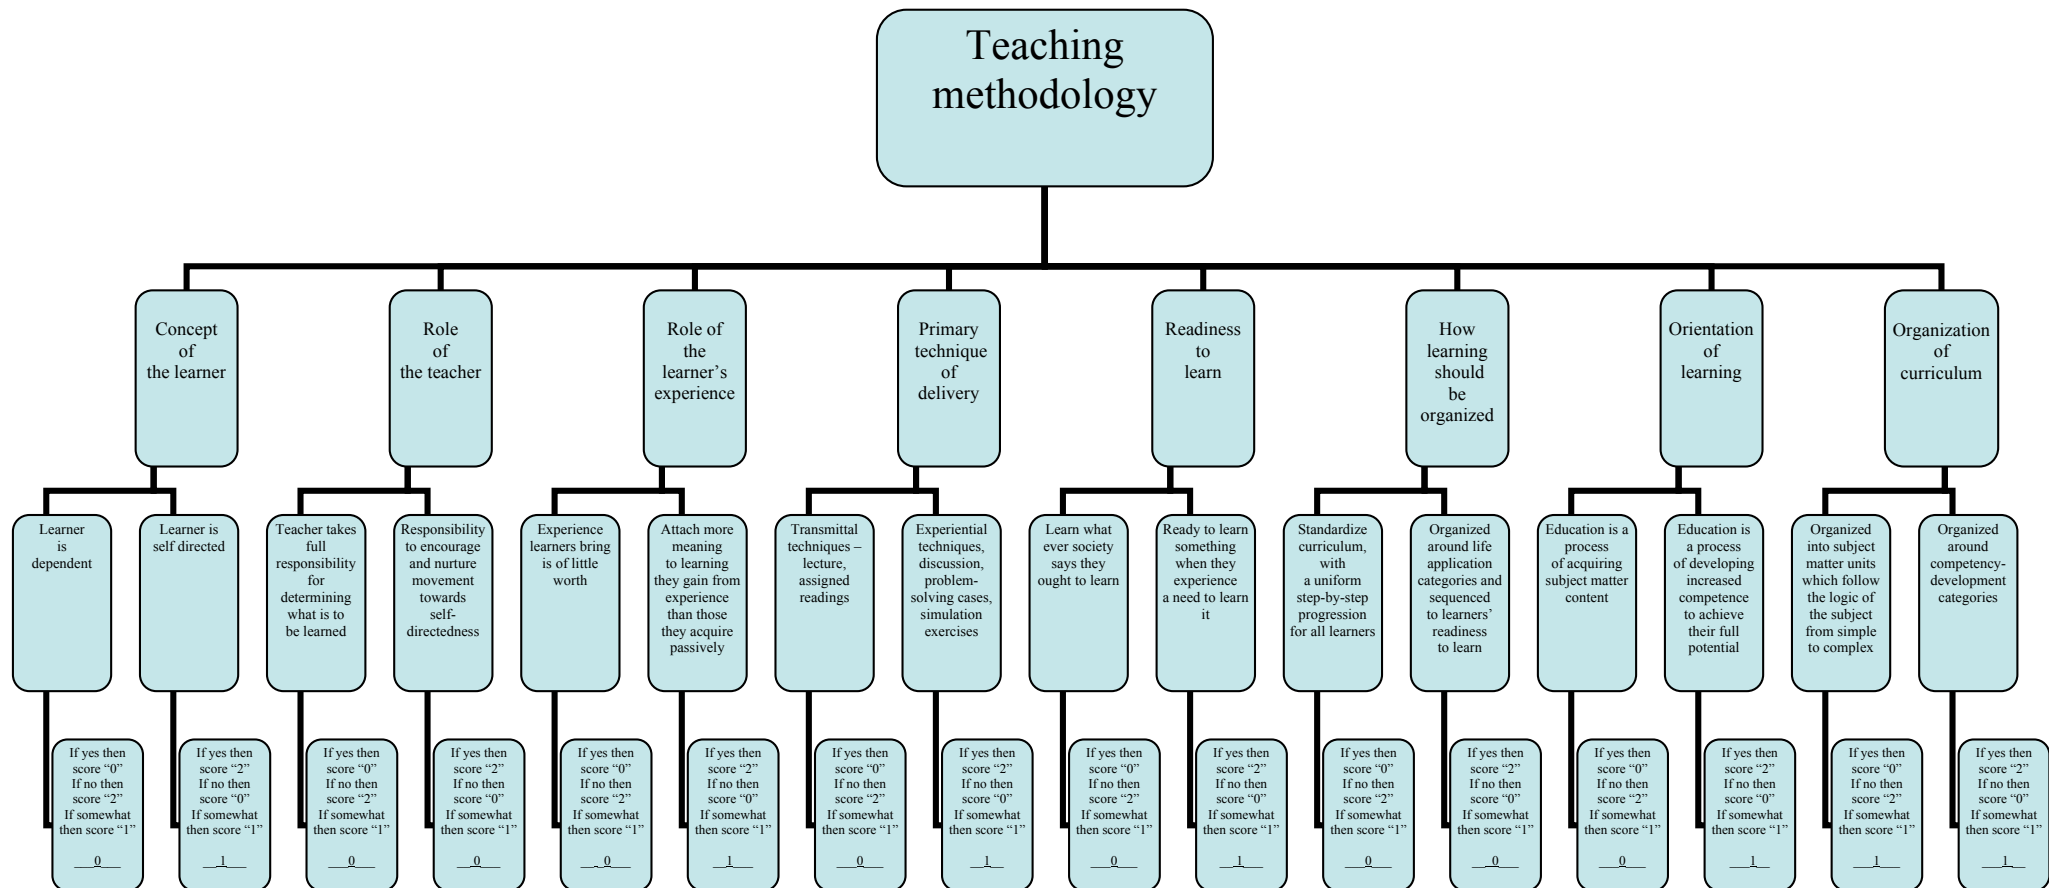 Teaching
methodology
Concept
of
the learner
Role
of
the teacher
Role of
the
learner’s
experience
Primary
technique
of
delivery
Readiness
to
learn
How
learning
should
be
organized
Orientation
of
learning
Organization
of
curriculum
Learner
is
dependent
Learner is
self directed
Teacher takes
full
responsibility
for
determining
what is to
be learned
Responsibility
to encourage
and nurture
movement
towards
self-
directedness
Experience
learners bring
is of little
worth
Attach more
meaning
to learning
they gain from
experience
than those
they acquire
passively
Transmittal
techniques –
lecture,
assigned
readings
Experiential
techniques,
discussion,
problem-
solving cases,
simulation
exercises
Learn what
ever society
says they
ought to learn
Ready to learn
something
when they
experience
a need to learn
it
Standardize
curriculum,
with
a uniform
step-by-step
progression
for all learners
Organized
around life
application
categories and
sequenced
to learners’
readiness
to learn
Education is a
process
of acquiring
subject matter
content
Education is
a process
of developing
increased
competence
to achieve
their full
potential
Organized
into subject
matter units
which follow
the logic of
the subject
from simple
to complex
Organized
around
competency-
development
categories
If yes then
score “0”
If no then
score “2”
If somewhat
then score “1”
___0___
If yes then
score “2”
If no then
score “0”
If somewhat
then score “1”
__1___
If yes then
score “0”
If no then
score “2”
If somewhat
then score “1”
___0___
If yes then
score “2”
If no then
score “0”
If somewhat
then score “1”
__0___
If yes then
score “0”
If no then
score “2”
If somewhat
then score “1”
__0___
If yes then
score “2”
If no then
score “0”
If somewhat
then score “1”
__1___
If yes then
score “0”
If no then
score “2”
If somewhat
then score “1”
__0___
If yes then
score “2”
If no then
score “0”
If somewhat
then score “1”
__1__
If yes then
score “0”
If no then
score “2”
If somewhat
then score “1”
___0___
If yes then
score “2”
If no then
score “0”
If somewhat
then score “1”
__1___
If yes then
score “0”
If no then
score “2”
If somewhat
then score “1”
__0___
If yes then
score “2”
If no then
score “0”
If somewhat
then score “1”
__0___
If yes then
score “0”
If no then
score “2”
If somewhat
then score “1”
__0___
If yes then
score “2”
If no then
score “0”
If somewhat
then score “1”
__1__
If yes then
score “0”
If no then
score “2”
If somewhat
then score “1”
__1___
If yes then
score “2”
If no then
score “0”
If somewhat
then score “1”
__1___